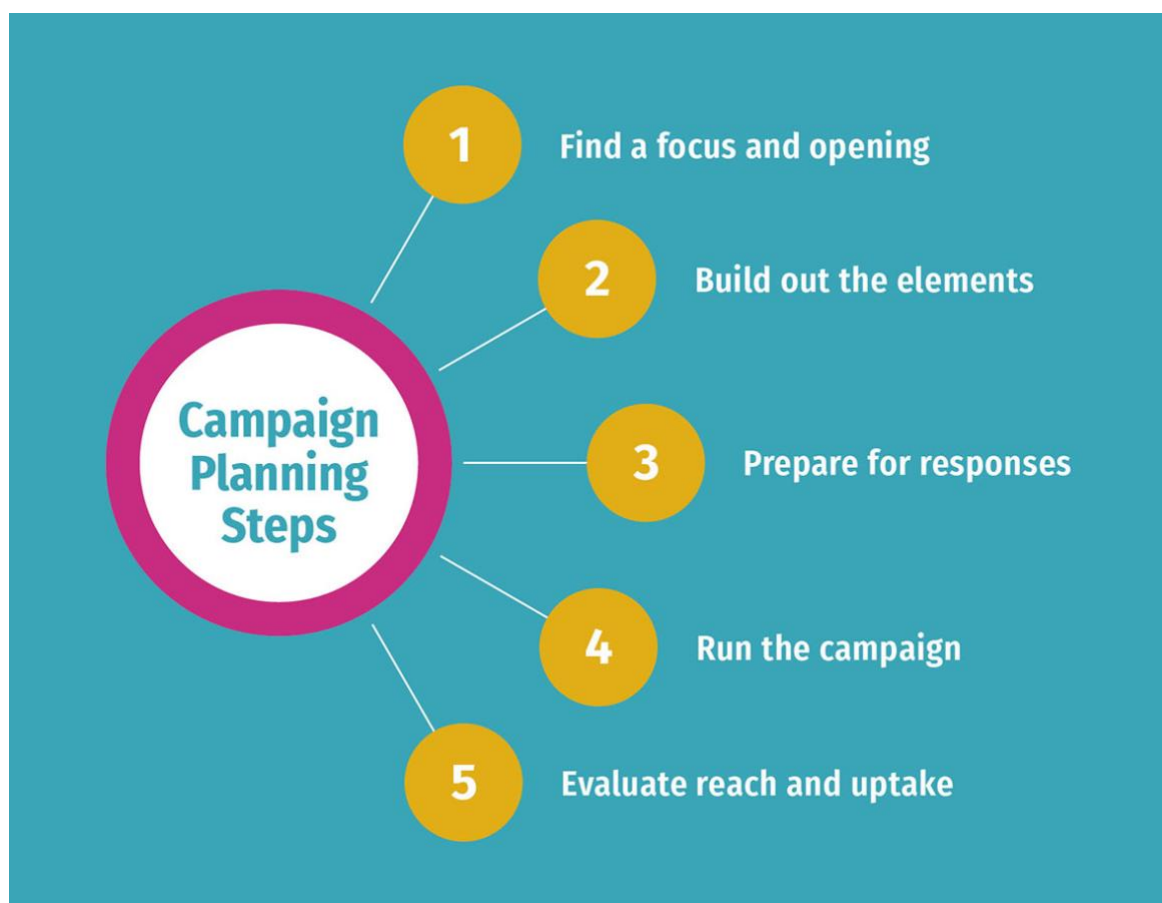 Campaign
Planning
Steps
1
Find a focus and opening
2
Build out the elements
3
Prepare for responses
4
Run the campaign
5
Evaluate reach and uptake